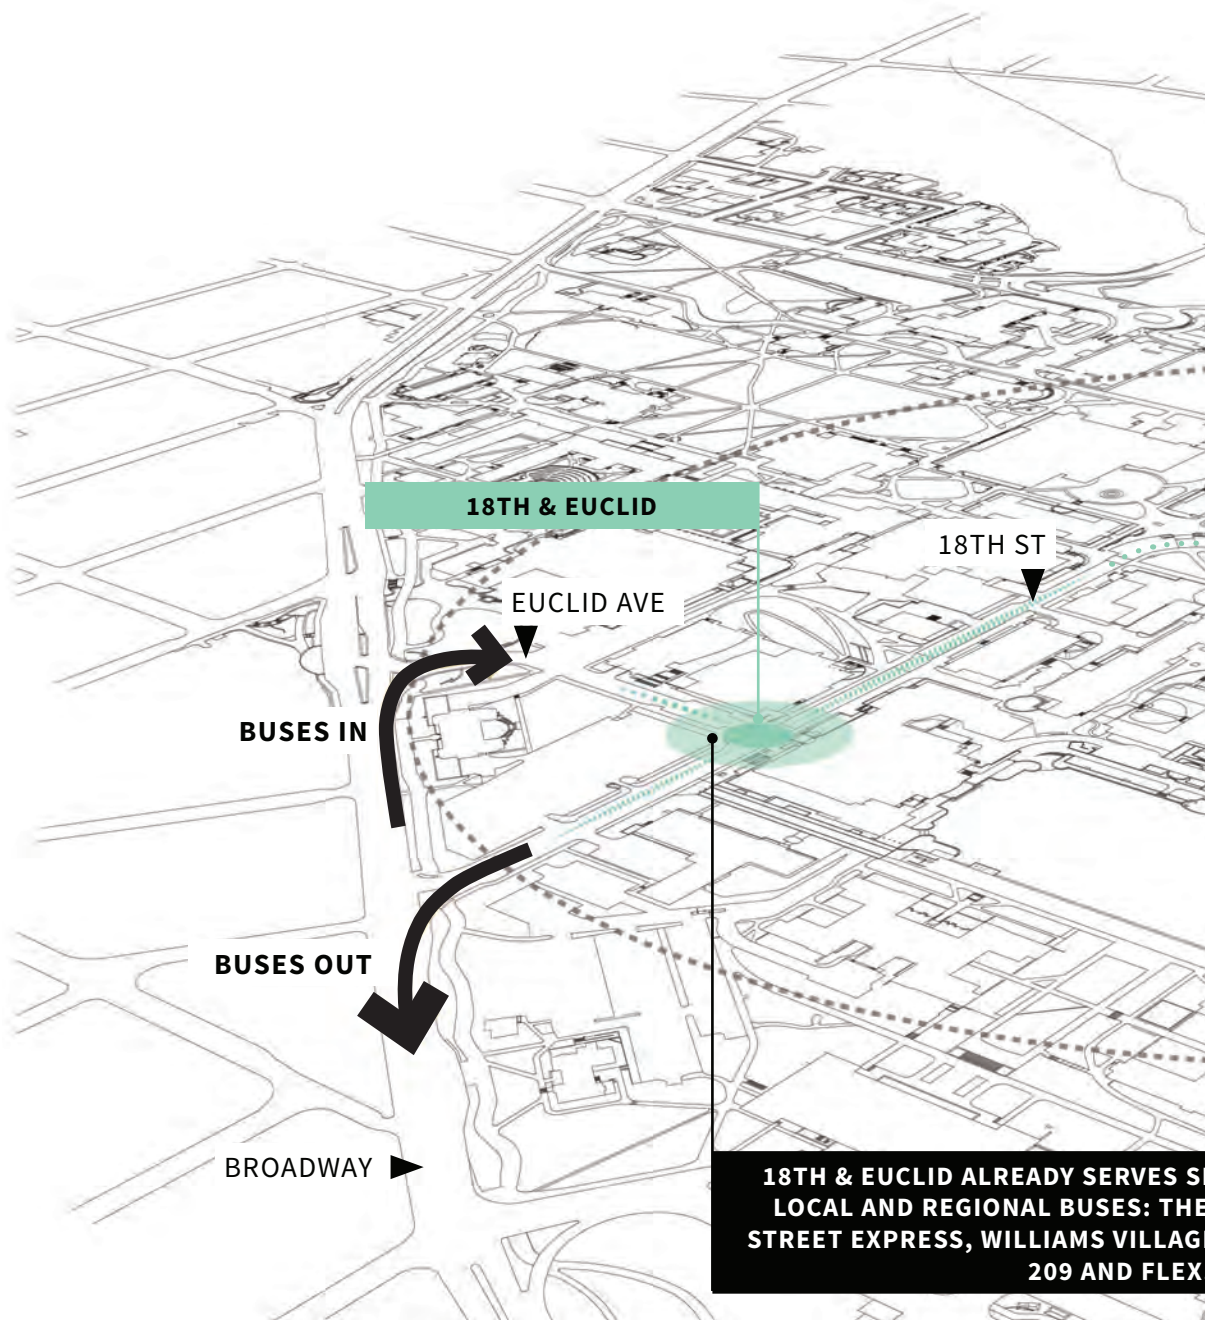 18TH & EUCLID
18TH ST
EUCLID AVE
BUSES IN
BUSES OUT
BROADWAY
18TH & EUCLID ALREADY SERVES
LOCAL AND REGIONAL BUSES: THE
STREET EXPRESS, WILLIAMS
209 AND FLEX